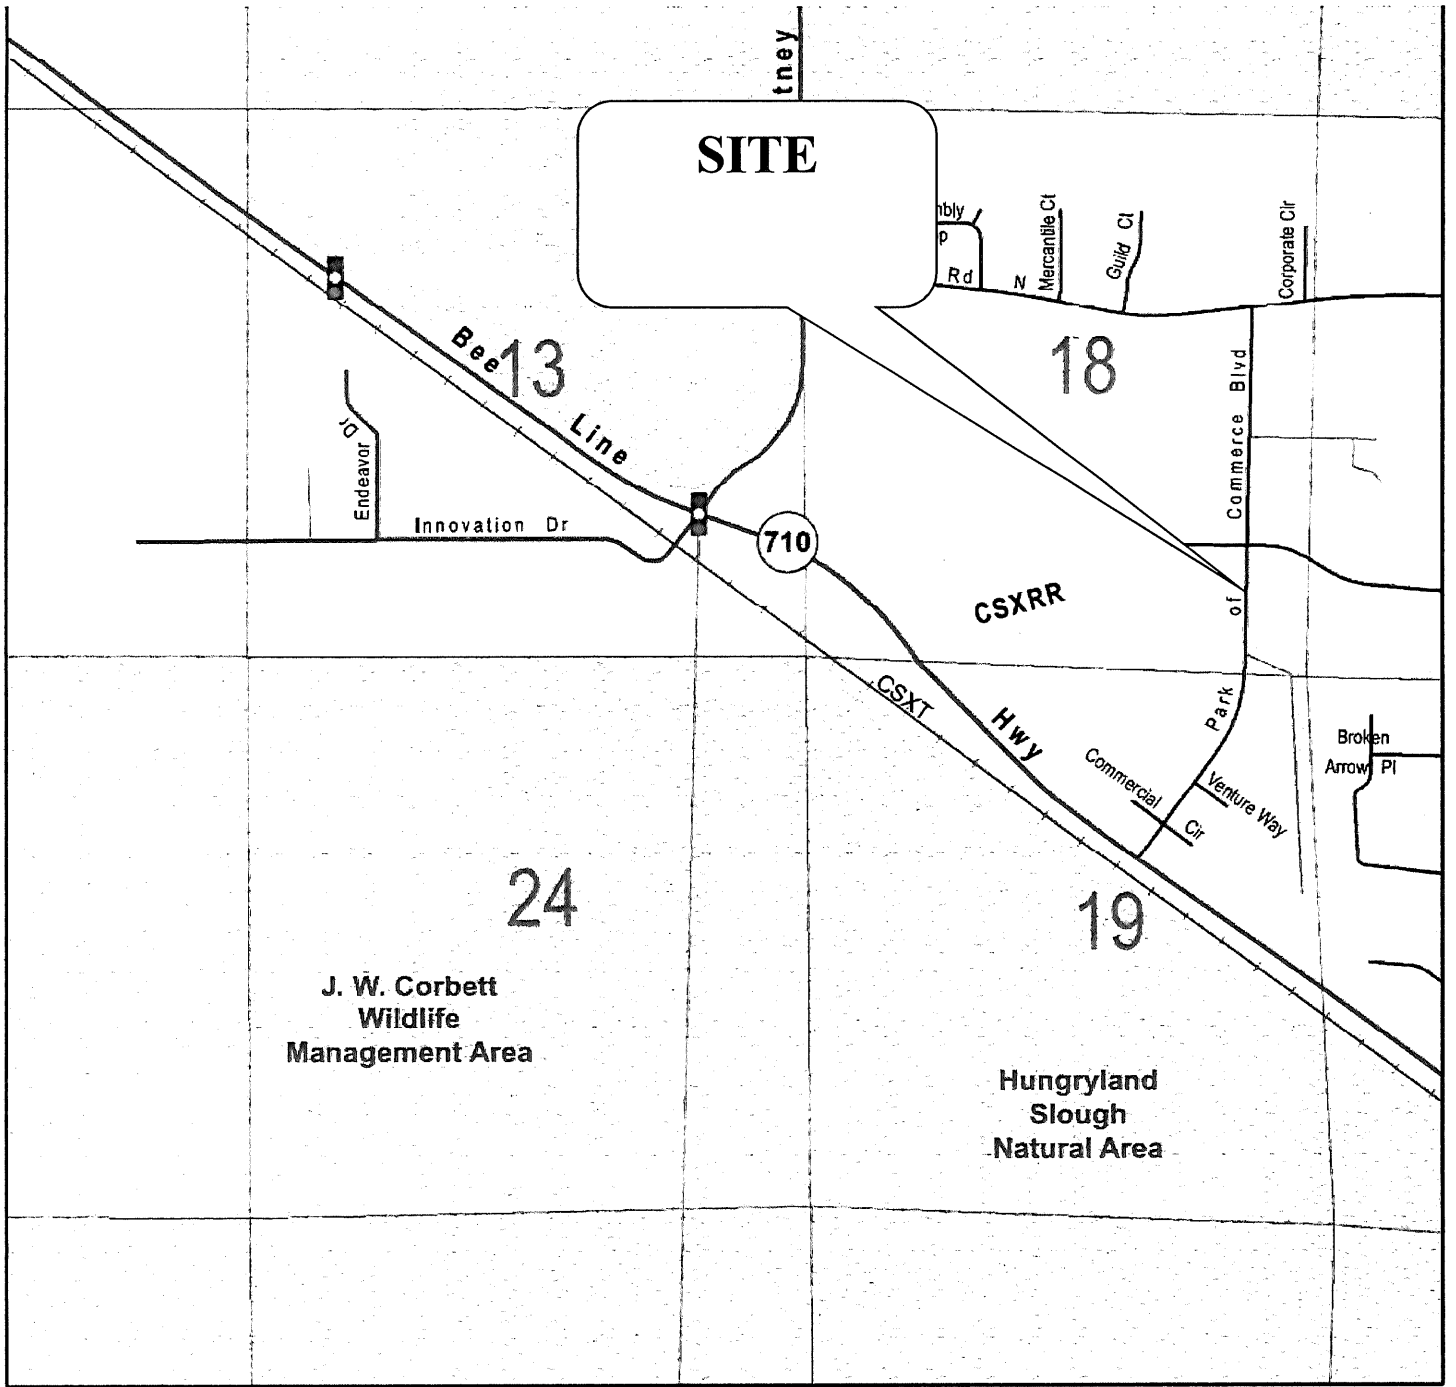 tney
SITE
Rd N
Mercantile Ct
Guild Ct
Corporate Cir
Bee Line
13
18
Commerce Blvd
Endeavor Dr
Innovation Dr
710
CSXRR
of
CSXT
Hwy
Park
Broken
Arrow Pl
Commercial Cir
Venture Way
24
19
J. W. Corbett
Wildlife
Management Area
Hungryland
Slough
Natural Area